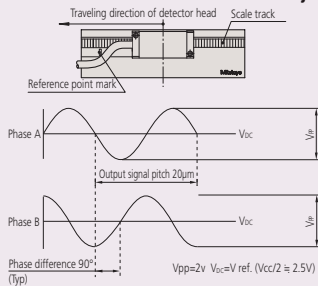 Traveling direction of detector head
Scale track
Mitutoyo
Reference point mark
Phase A
VDC
VPP
Output signal pitch 20μm
Phase B
VDC
VPP
Phase difference 90°
(Typ)
Vpp=2v VDC=V ref. (Vcc/2 ≒ 2.5V)